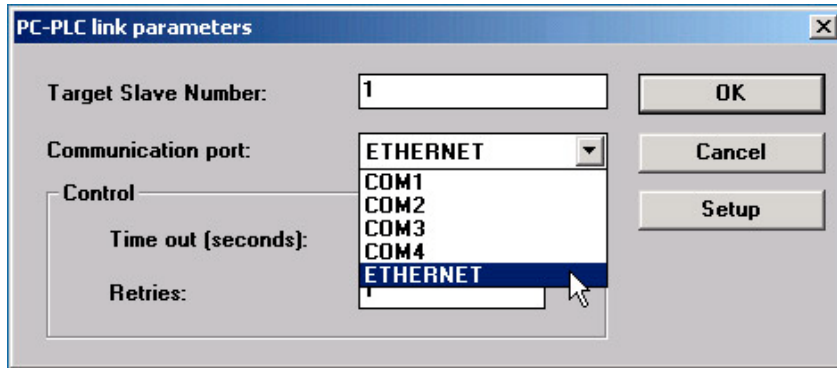 PC-PLC link parameters
Target Slave Number:
1
OK
Communication port:
ETHERNET
Cancel
COM1
COM2
COM3
COM4
ETHERNET
Control
Setup
Time out (seconds):
Retries: